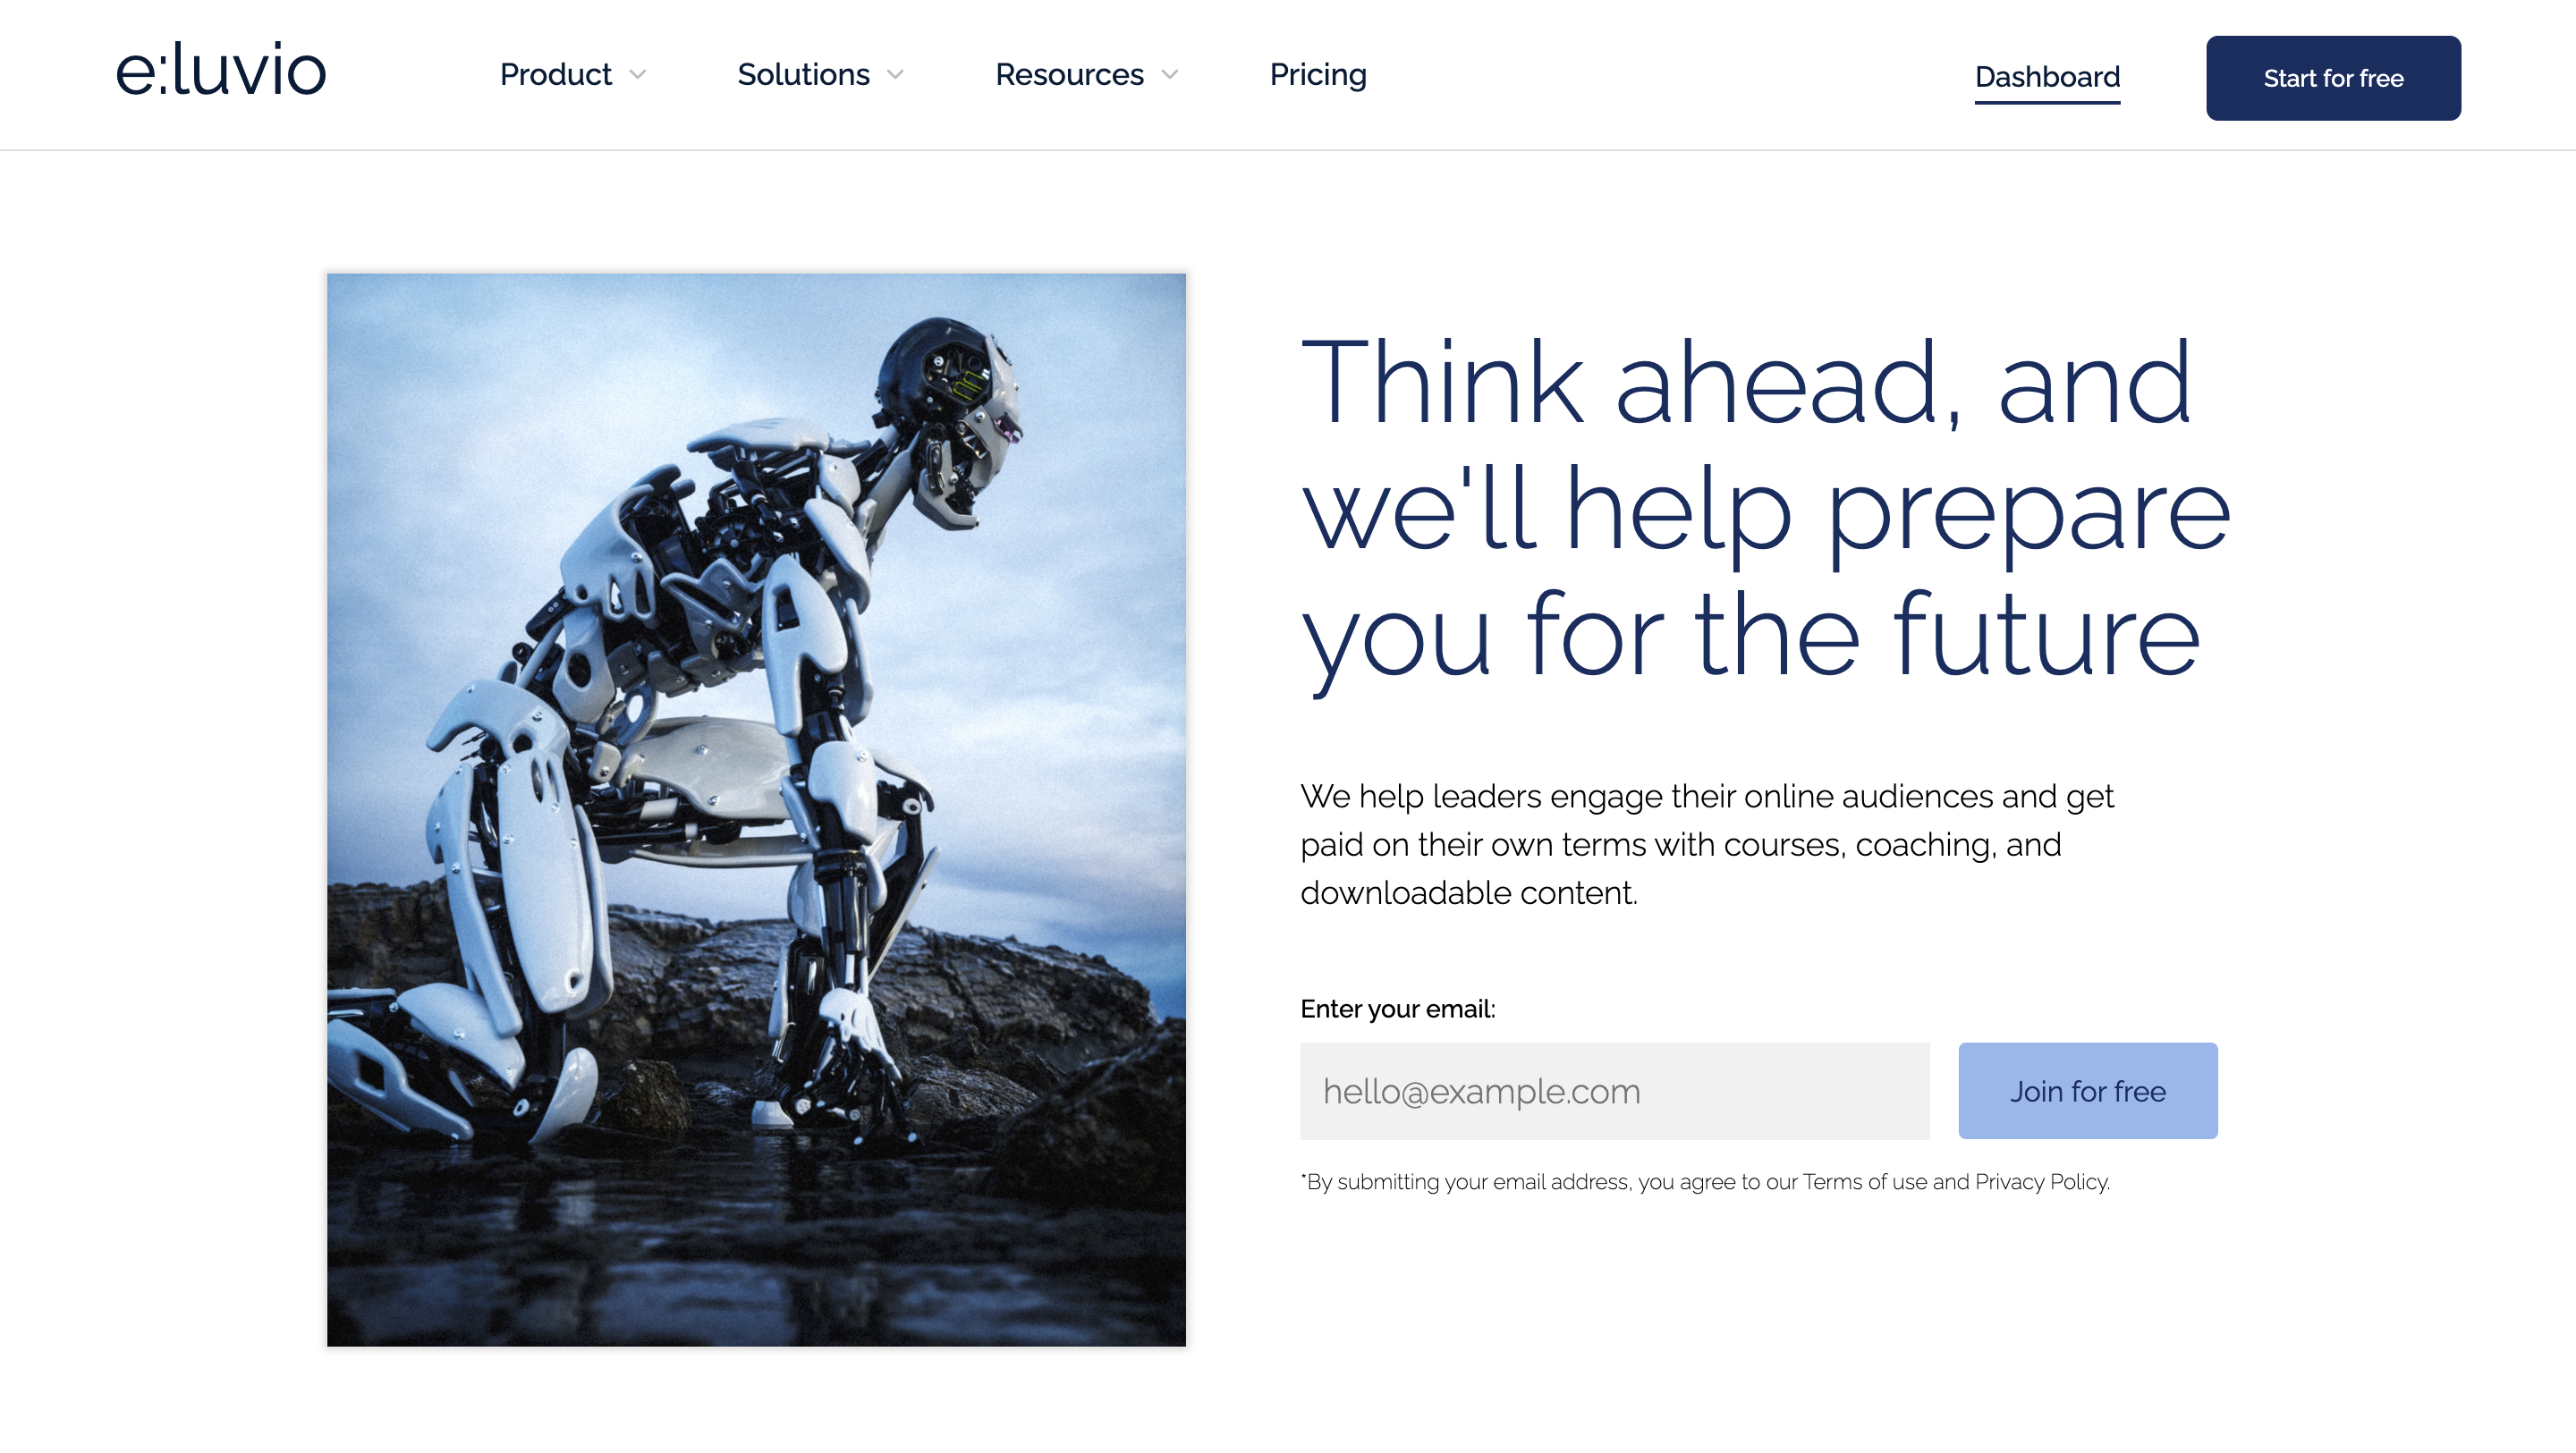 e:luvio
Product
Solutions
Resources
Pricing
Dashboard
Start for free
Think ahead, and
we'll help prepare
you for the future
We help leaders engage their online audiences and get
paid on their own terms with courses, coaching, and
downloadable content.
Enter your email:
hello@example.com
Join for free
*By submitting your email address, you agree to our Terms of use and Privacy Policy.